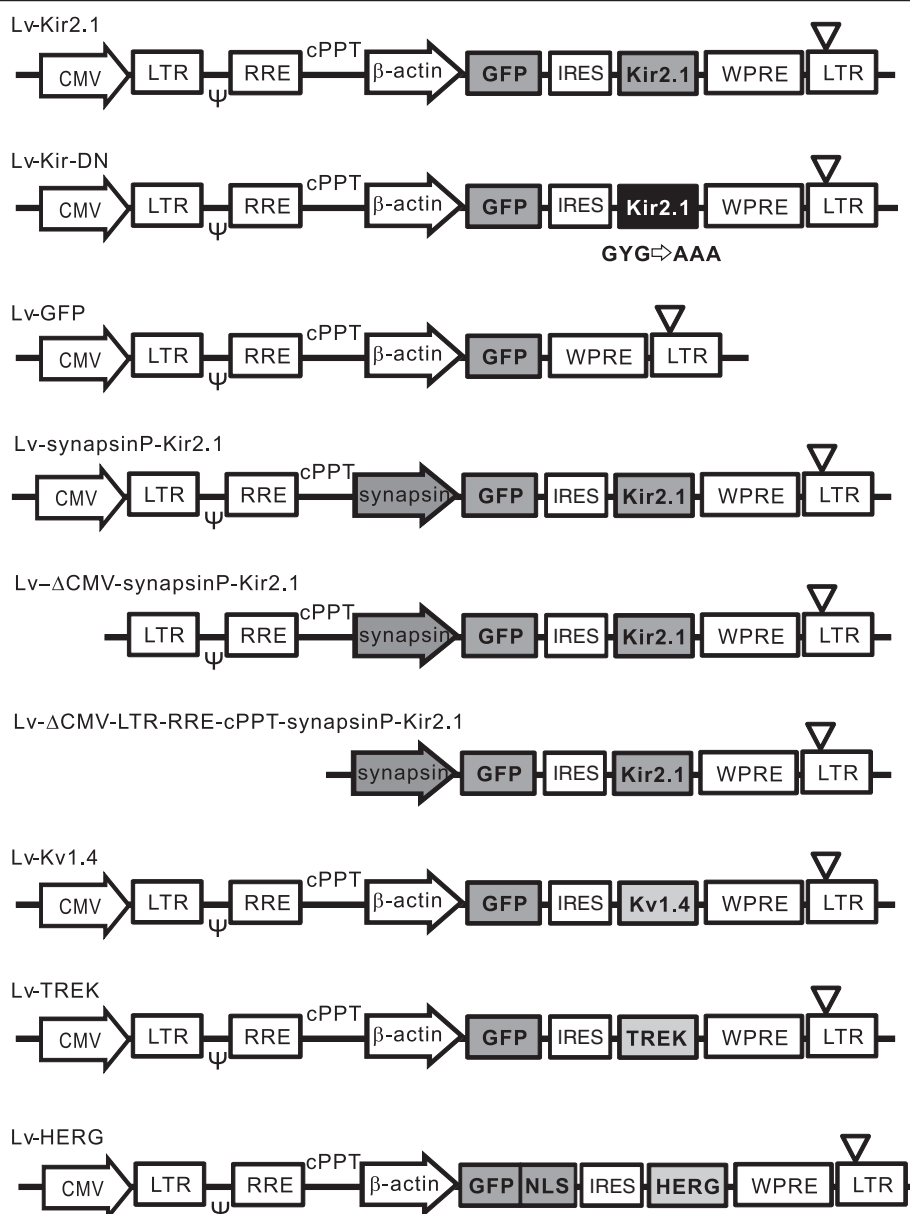 Lv-Kir2.1
CMV LTR Ψ RRE cPPT β-actin GFP IRES Kir2.1 WPRE LTR
Lv-Kir-DN
CMV LTR Ψ RRE cPPT β-actin GFP IRES Kir2.1 WPRE LTR
GYG⇨AAA
Lv-GFP
CMV LTR Ψ RRE cPPT β-actin GFP WPRE LTR
Lv-synapsinP-Kir2.1
CMV LTR Ψ RRE cPPT synapsin GFP IRES Kir2.1 WPRE LTR
Lv–ΔCMV-synapsinP-Kir2.1
LTR Ψ RRE cPPT synapsin GFP IRES Kir2.1 WPRE LTR
Lv-ΔCMV-LTR-RRE-cPPT-synapsinP-Kir2.1
synapsin GFP IRES Kir2.1 WPRE LTR
Lv-Kv1.4
CMV LTR Ψ RRE cPPT β-actin GFP IRES Kv1.4 WPRE LTR
Lv-TREK
CMV LTR Ψ RRE cPPT β-actin GFP IRES TREK WPRE LTR
Lv-HERG
CMV LTR Ψ RRE cPPT β-actin GFP NLS IRES HERG WPRE LTR